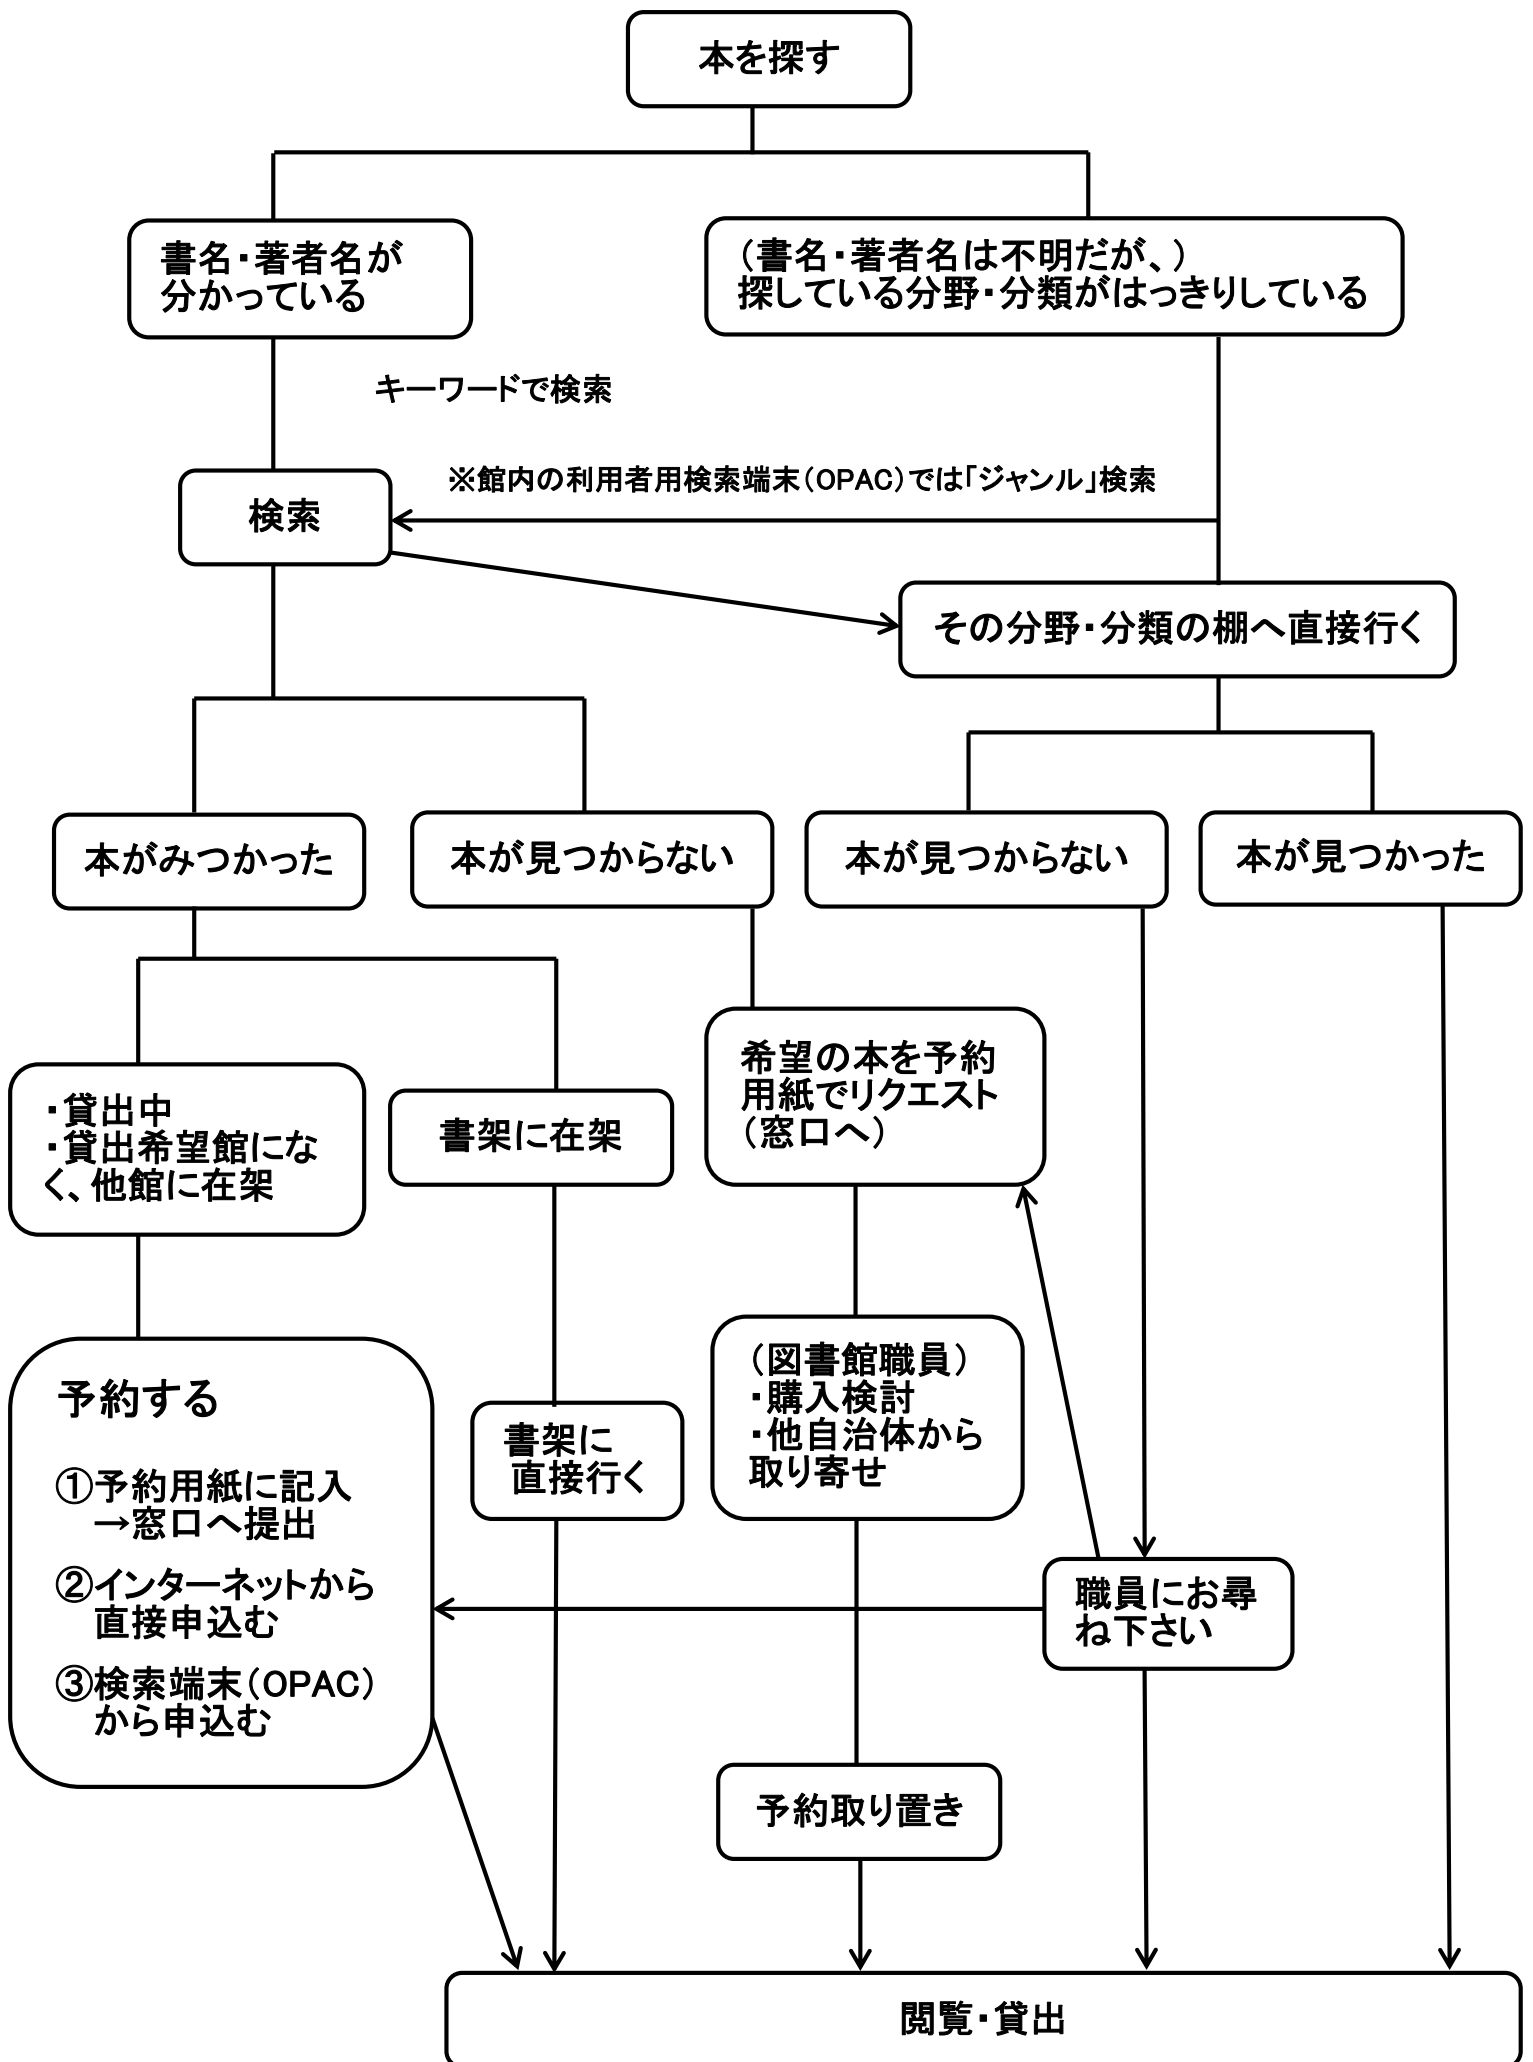 本を探す
書名・著者名が
分かっている
（書名・著者名は不明だが、）
探している分野・分類がはっきりしている
キーワードで検索
※館内の利用者用検索端末（OPAC）では「ジャンル」検索
検索
その分野・分類の棚へ直接行く
本がみつかった
本が見つからない
本が見つからない
本が見つかった
・貸出中
・貸出希望館にな
く、他館に在架
書架に在架
希望の本を予約
用紙でリクエスト
（窓口へ）
予約する
①予約用紙に記入
→窓口へ提出
②インターネットから
直接申込む
③検索端末（OPAC）
から申込む
書架に
直接行く
（図書館職員）
・購入検討
・他自治体から
取り寄せ
職員にお尋
ね下さい
予約取り置き
閲覧・貸出